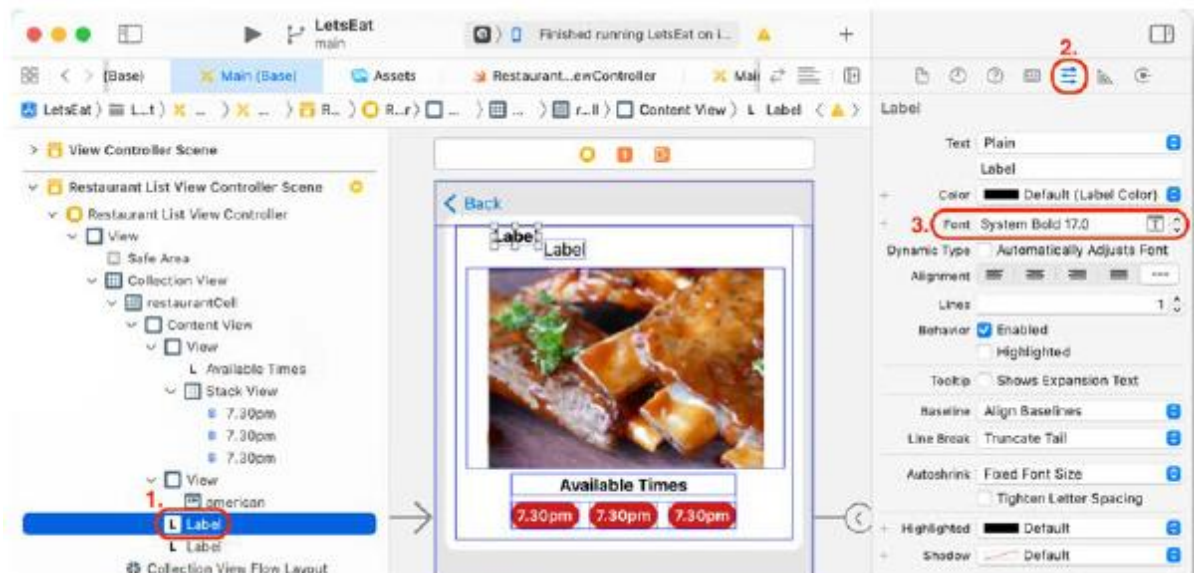 LetsEat
main
Finished running LetsEat on i...
2.
(Base)
Main (Base)
Assets
Restaurant...ewController
Mai
LetsEat
L...t
R...
R...r
r...ll
Content View
L Label
Label
View Controller Scene
Restaurant List View Controller Scene
Restaurant List View Controller
View
Safe Area
Collection View
restaurantCell
Content View
View
L Available Times
Stack View
7.30pm
7.30pm
7.30pm
View
american
1.
L Label
L Label
Collection View Flow Layout
Back
Label
Label
Available Times
7.30pm 7.30pm 7.30pm
Text Plain
Label
Color Default (Label Color)
3. Font System Bold 17.0
Dynamic Type Automatically Adjusts Font
Alignment
Lines 1
Behavior Enabled
Highlighted
Tooltip Shows Expansion Text
Baseline Align Baselines
Line Break Truncate Tail
Autoshrink Fixed Font Size
Tighten Letter Spacing
Highlighted Default
Shadow Default